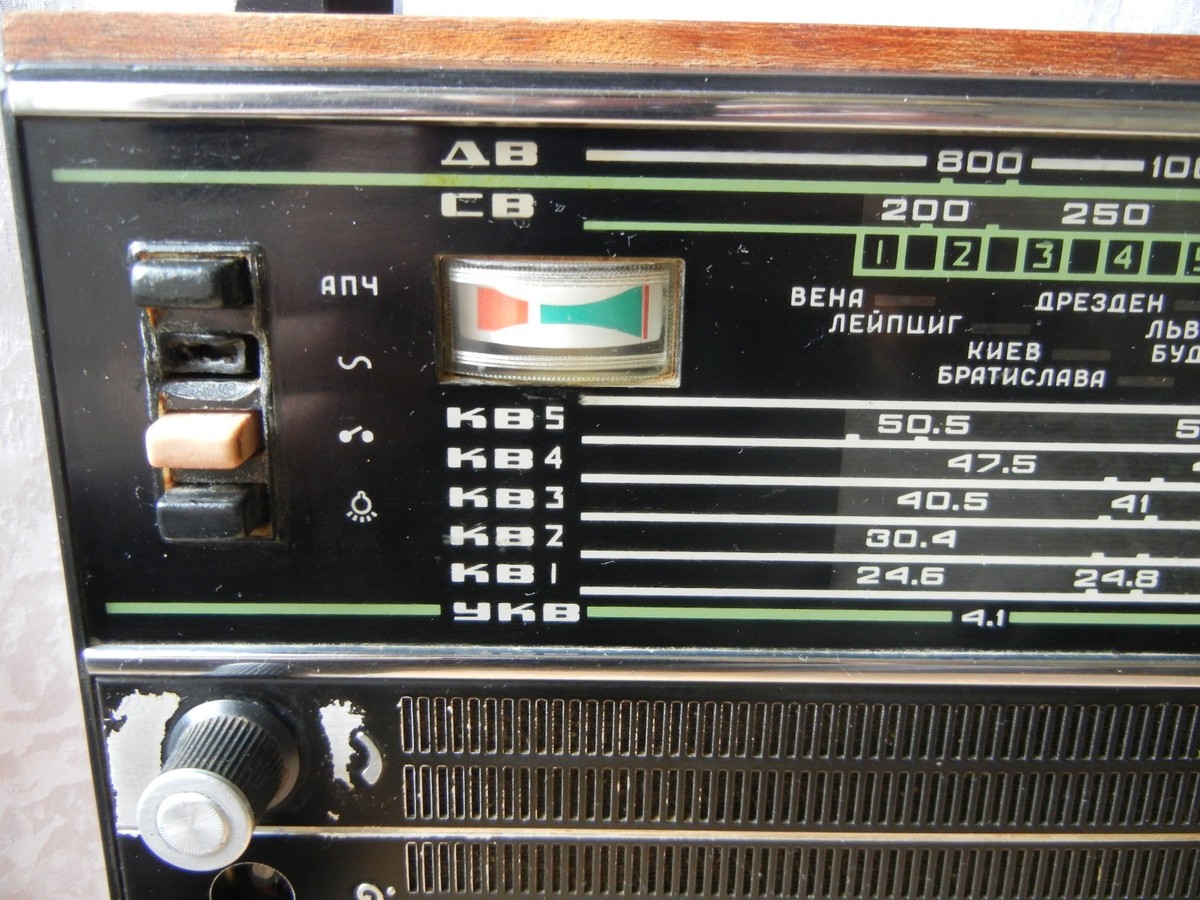 ДВ 800
СВ 200 250
1 2 3 4
АПЧ
ВЕНА ДРЕЗДЕН
ЛЕЙПЦИГ
КИЕВ
БРАТИСЛАВА
КВ5 50.5
КВ4 47.5
КВ3 40.5 41
КВ2 30.4
КВ1 24.6 24.8
УКВ 4.1